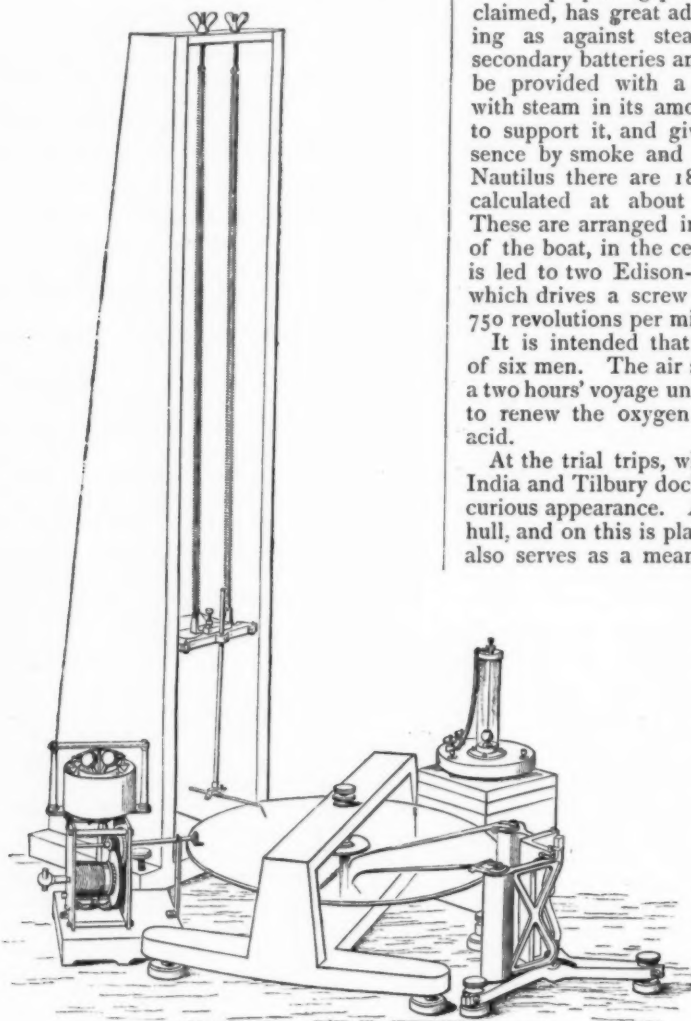 claimed, has great ad
ing as against stea
secondary batteries ar
be provided with a
with steam in its amo
to support it, and giv
sence by smoke and
Nautilus there are 18
calculated at about
These are arranged in
of the boat, in the ce
is led to two Edison-
which drives a screw
750 revolutions per mi
It is intended that
of six men. The air s
a two hours' voyage un
to renew the oxygen
acid.
At the trial trips, w
India and Tilbury doc
curious appearance.
hull, and on this is pla
also serves as a mear